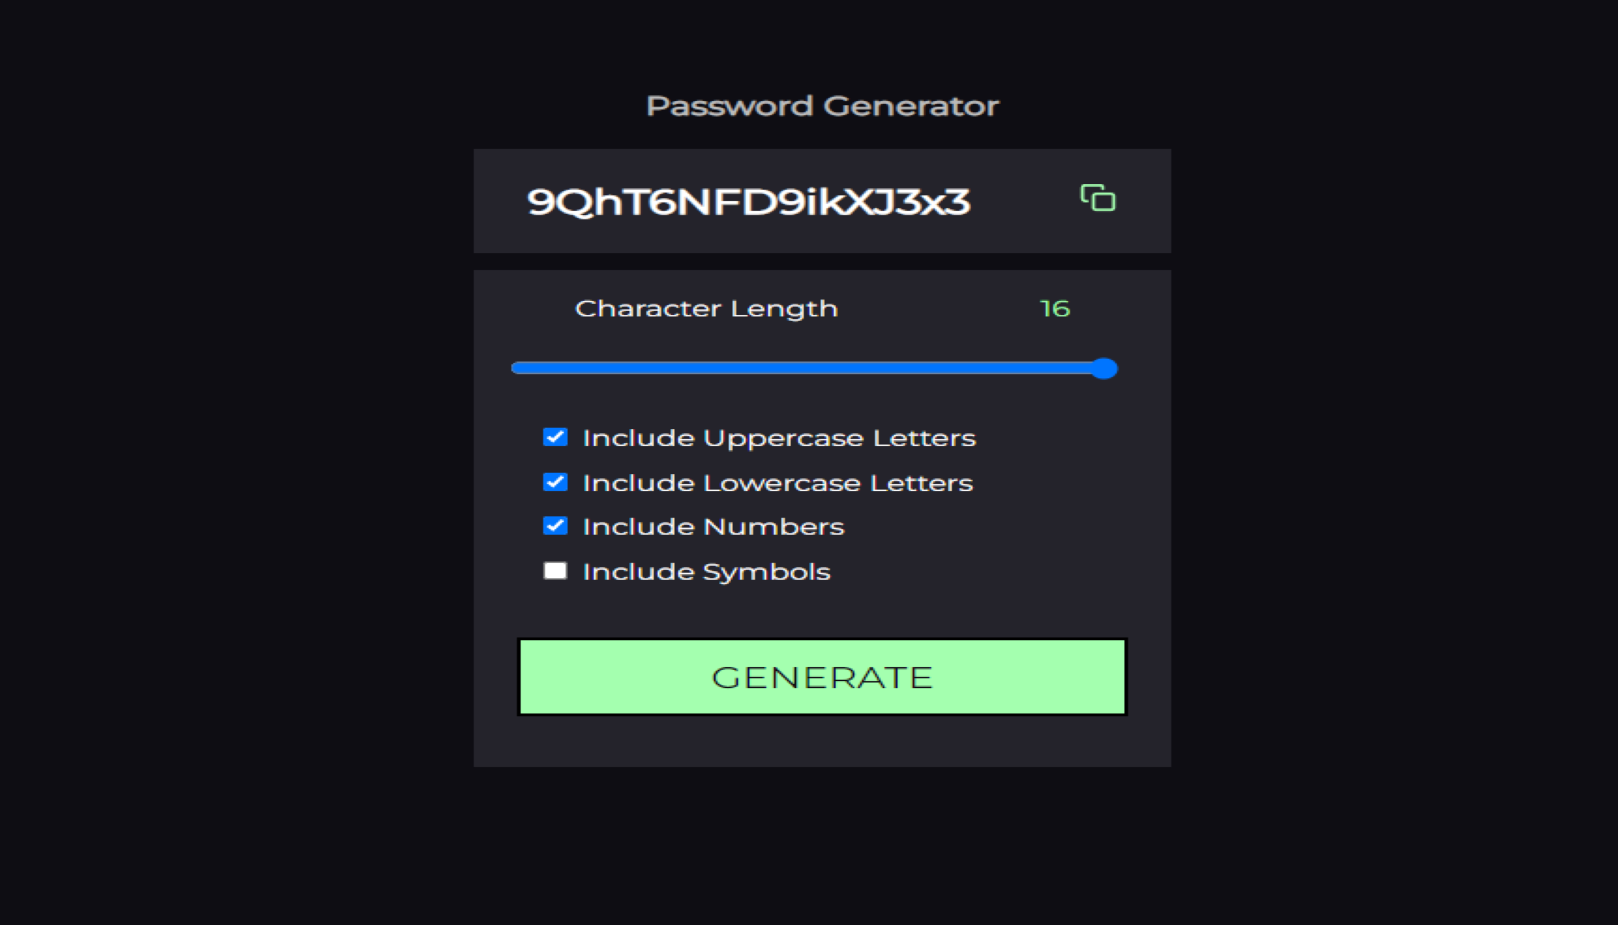 Password Generator
9QhT6NFD9ikXJ3x3
Character Length 16
Include Uppercase Letters
Include Lowercase Letters
Include Numbers
Include Symbols
GENERATE